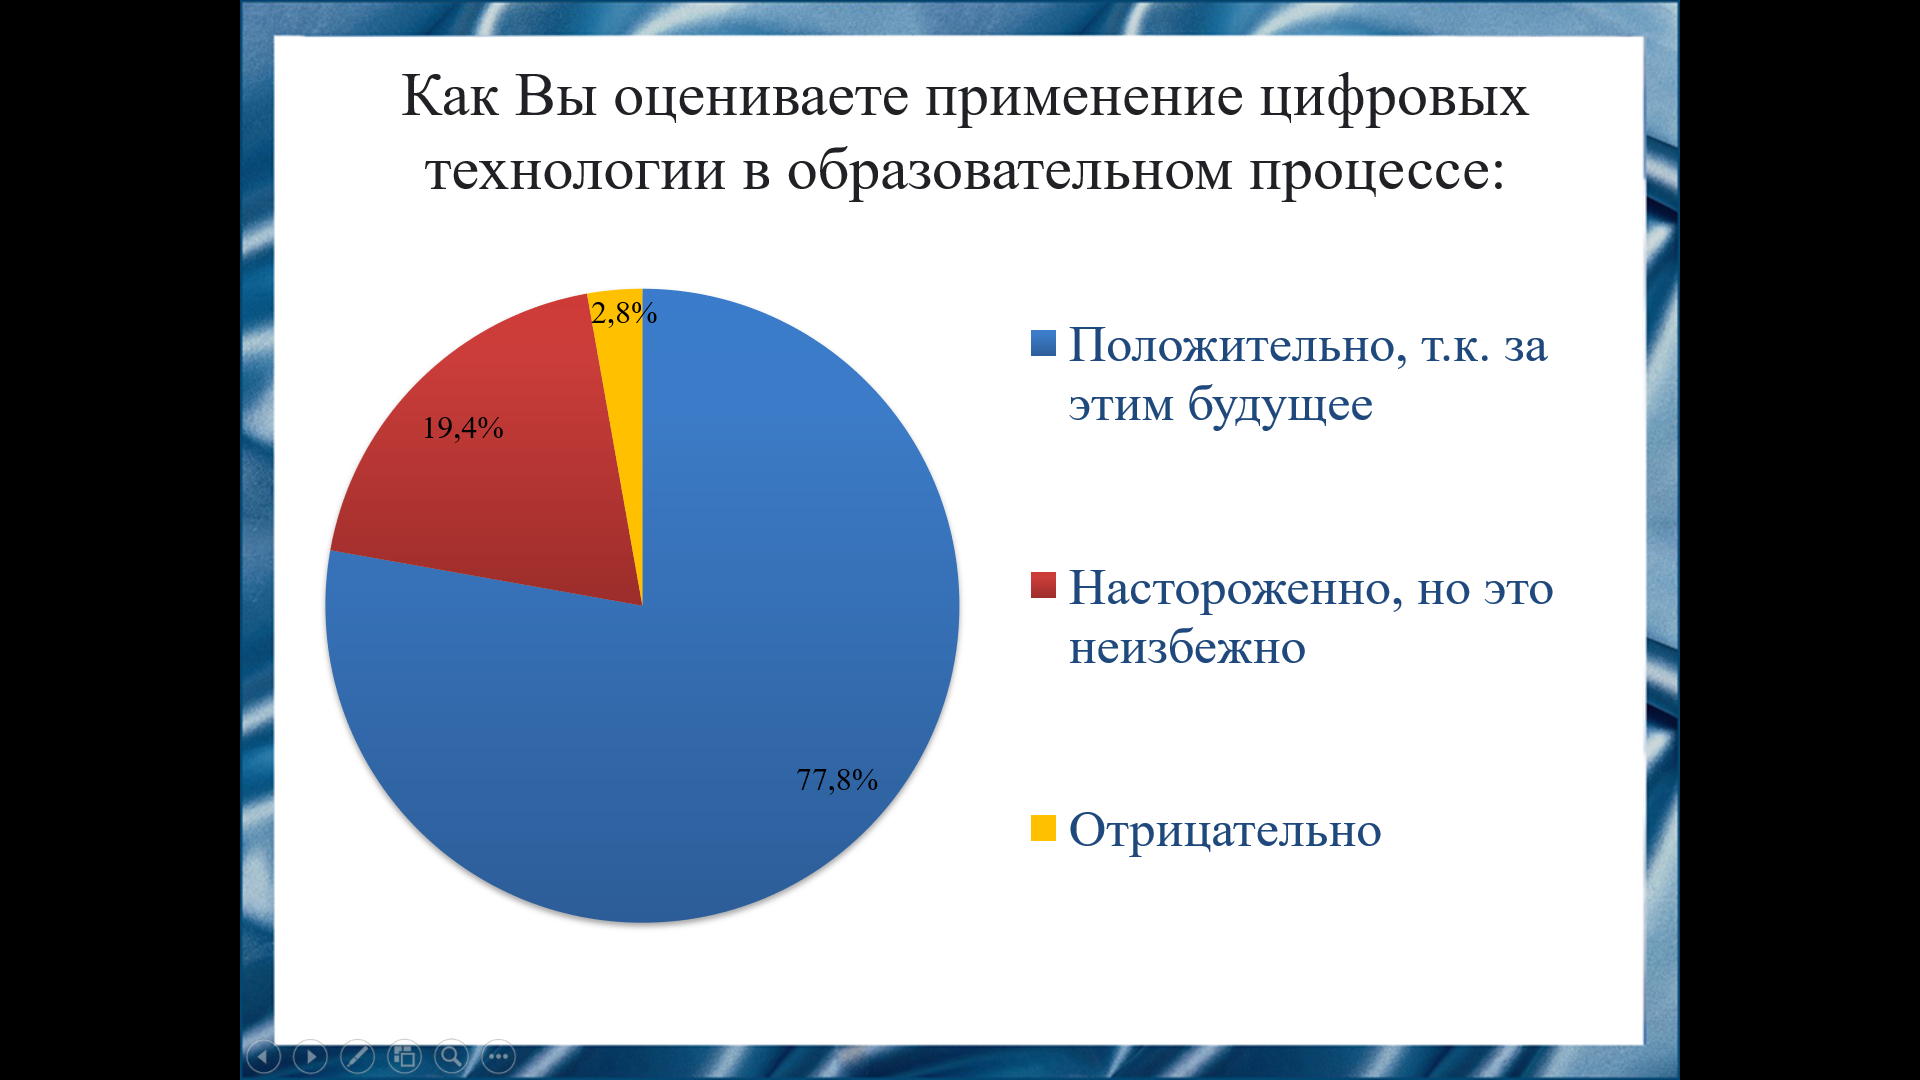 Как Вы оцениваете применение цифровых
технологии в образовательном процессе:
2,8%
19,4%
77,8%
Положительно, т.к. за
этим будущее
Настороженно, но это
неизбежно
Отрицательно